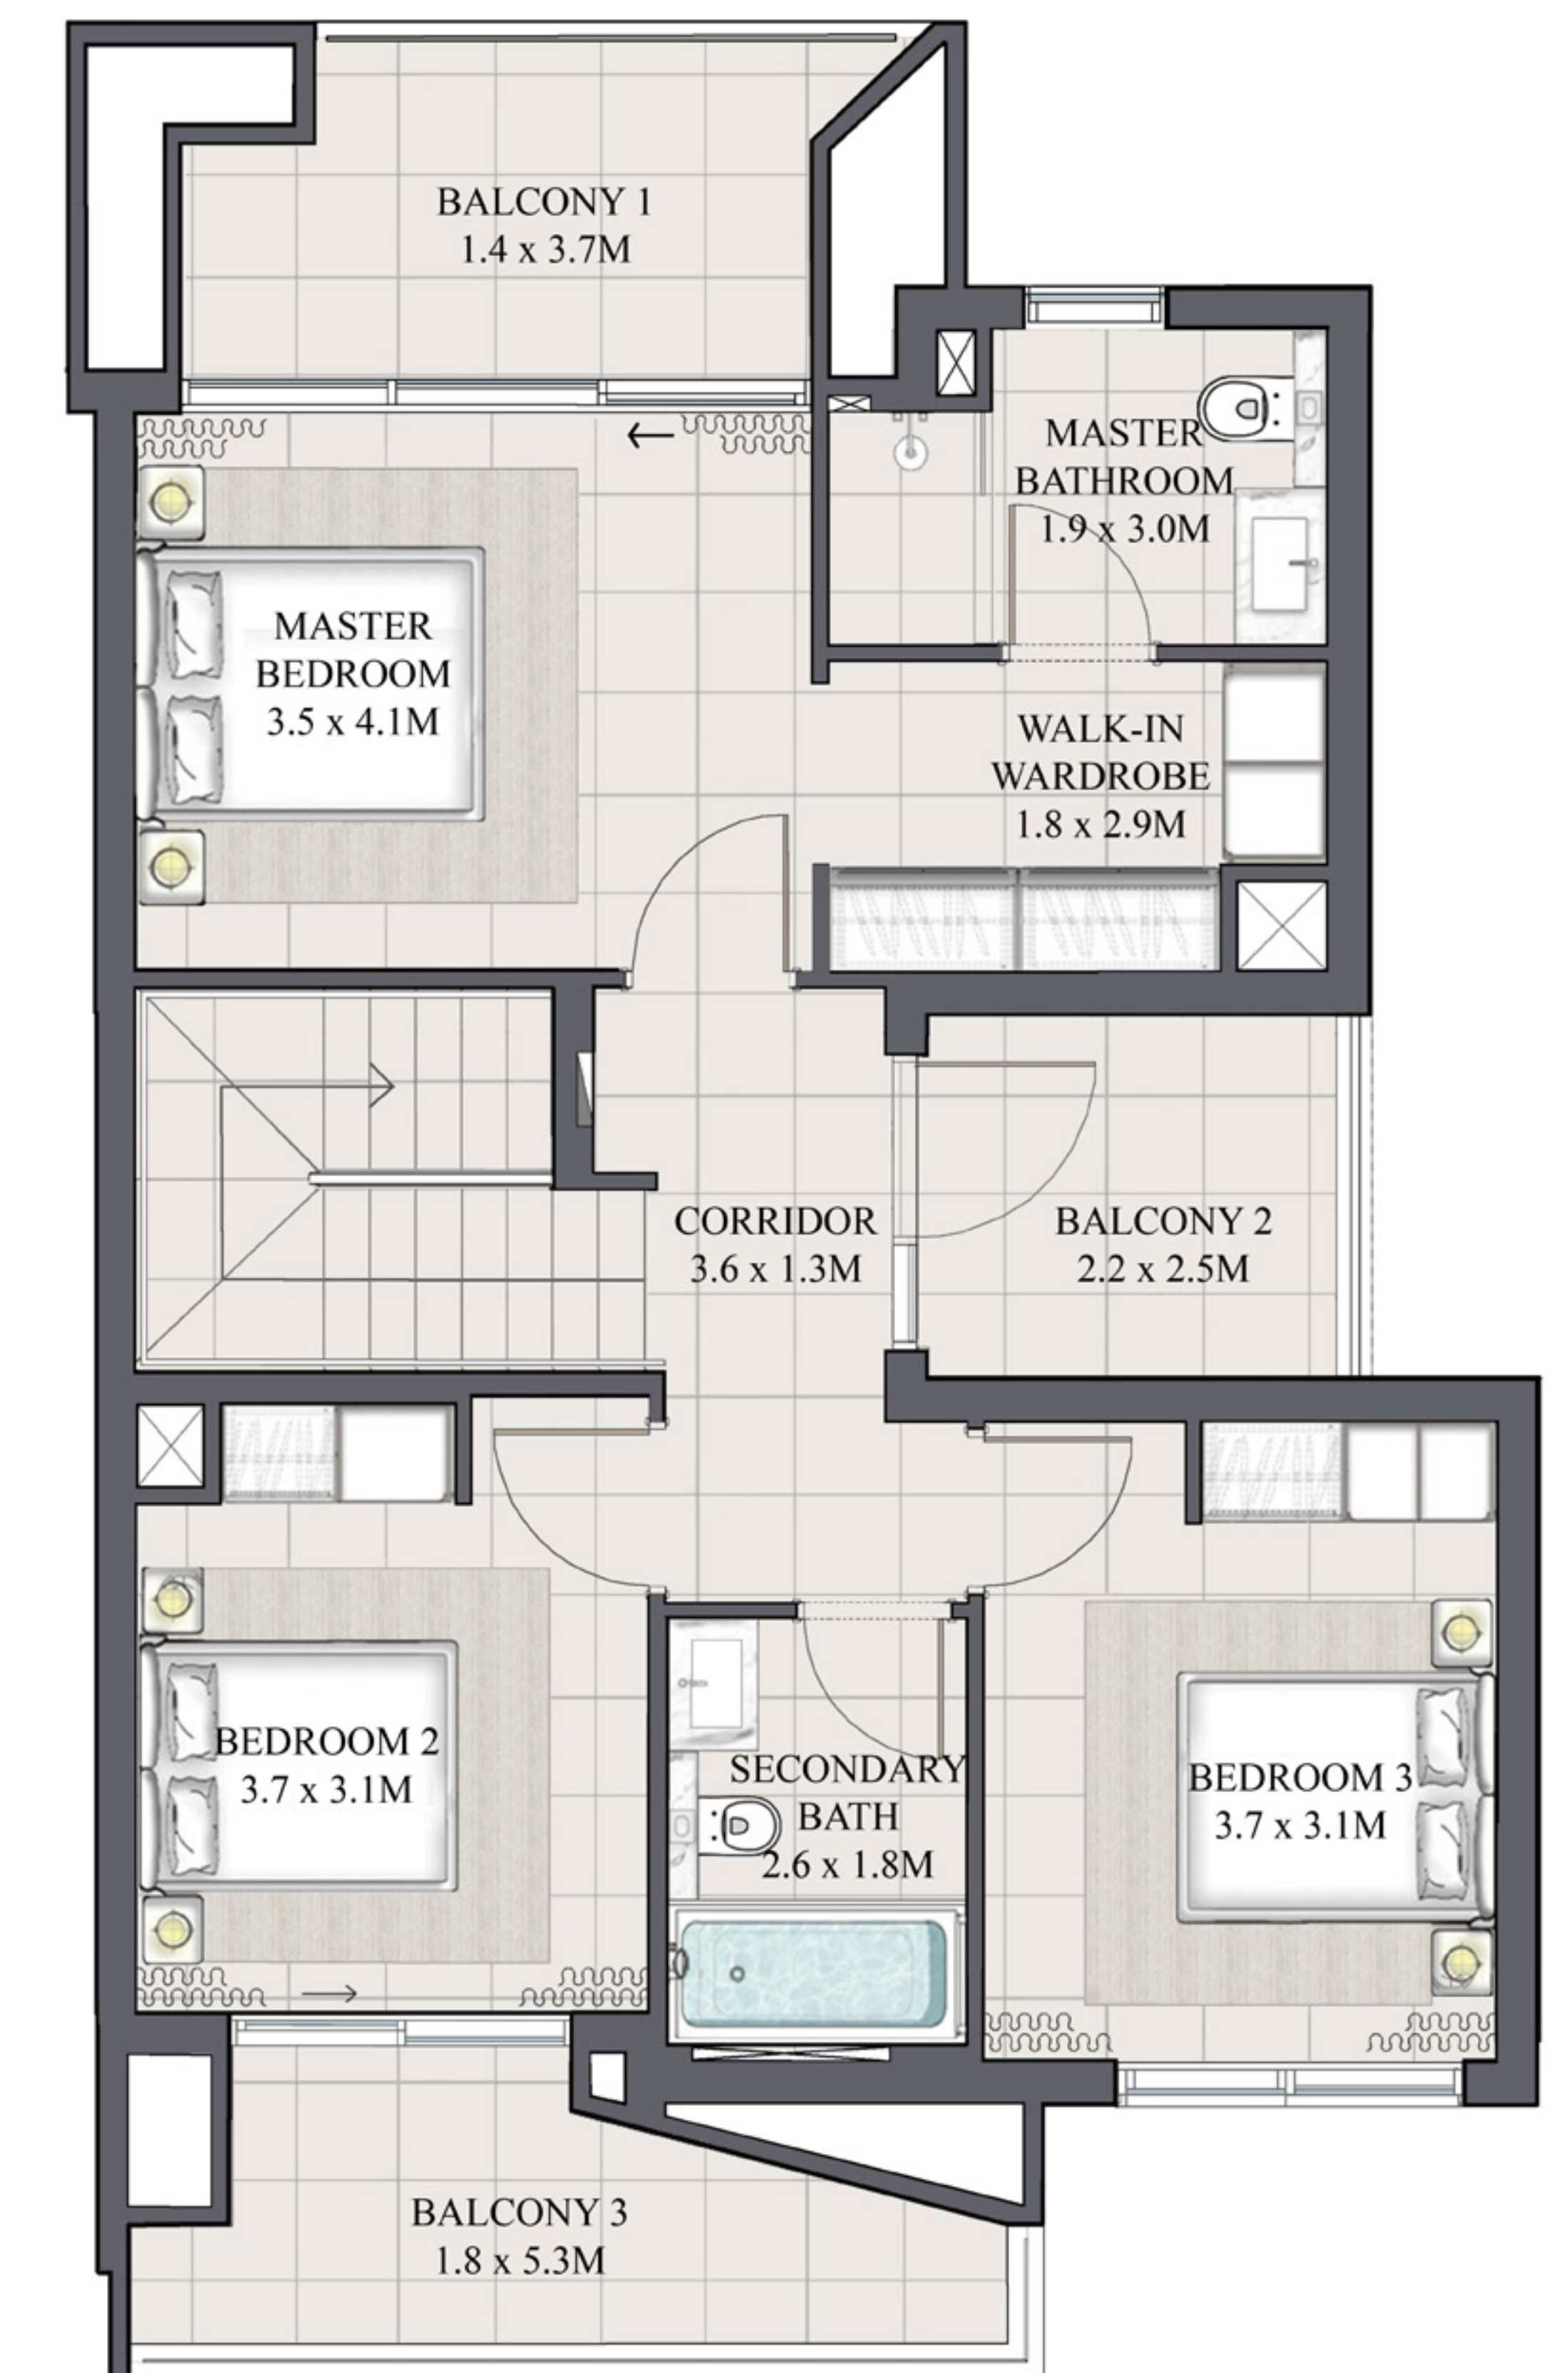 BALCONY 1
1.4 x 3.7M
MASTER
BATHROOM
1.9 x 3.0M
MASTER
BEDROOM
3.5 x 4.1M
WALK-IN
WARDROBE
1.8 x 2.9M
CORRIDOR
3.6 x 1.3M
BALCONY 2
2.2 x 2.5M
BEDROOM 2
3.7 x 3.1M
SECONDARY
BATH
2.6 x 1.8M
BEDROOM 3
3.7 x 3.1M
BALCONY 3
1.8 x 5.3M